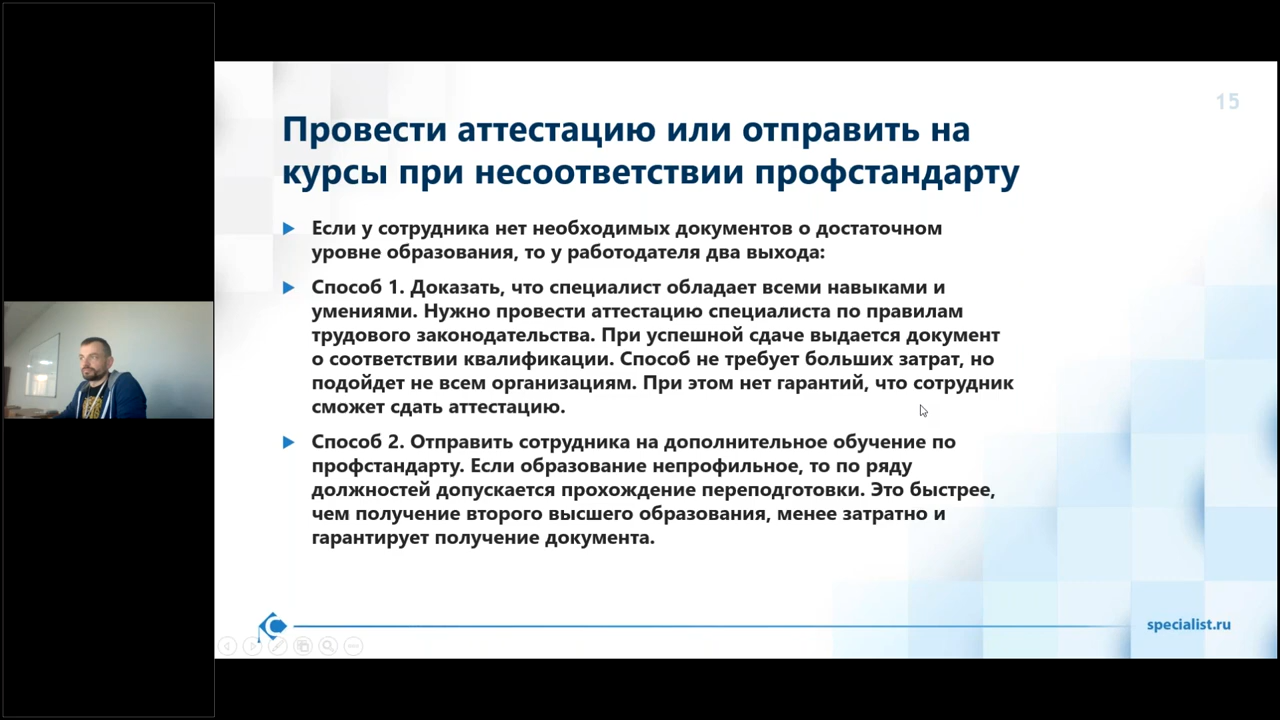 15
Провести аттестацию или отправить на
курсы при несоответствии профстандарту
Если у сотрудника нет необходимых документов о достаточном
уровне образования, то у работодателя два выхода:
Способ 1. Доказать, что специалист обладает всеми навыками и
умениями. Нужно провести аттестацию специалиста по правилам
трудового законодательства. При успешной сдаче выдается документ
о соответствии квалификации. Способ не требует больших затрат, но
подойдет не всем организациям. При этом нет гарантий, что сотрудник
сможет сдать аттестацию.
Способ 2. Отправить сотрудника на дополнительное обучение по
профстандарту. Если образование непрофильное, то по ряду
должностей допускается прохождение переподготовки. Это быстрее,
чем получение второго высшего образования, менее затратно и
гарантирует получение документа.
specialist.ru